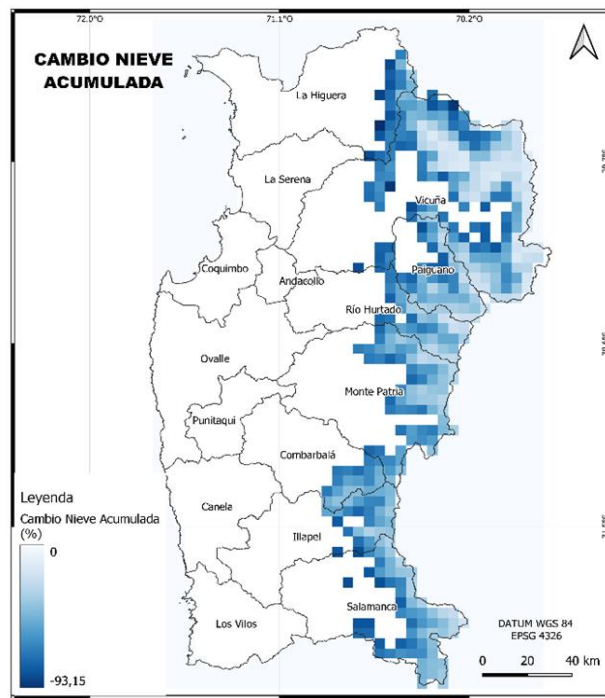 72.0°
71.1°
70.2°
CAMBIO NIEVE
ACUMULADA
La Higuera
La Serena
Vicuña
Coquimbo
Andacollo
Paiguano
Río Hurtado
Ovalle
Monte Patria
Punitaqui
Combarbalá
Canela
Illapel
Salamanca
Los Vilos
Leyenda
Cambio Nieve Acumulada
(%)
0
-93,15
DATUM WGS 84
EPSG 4326
0 20 40 km